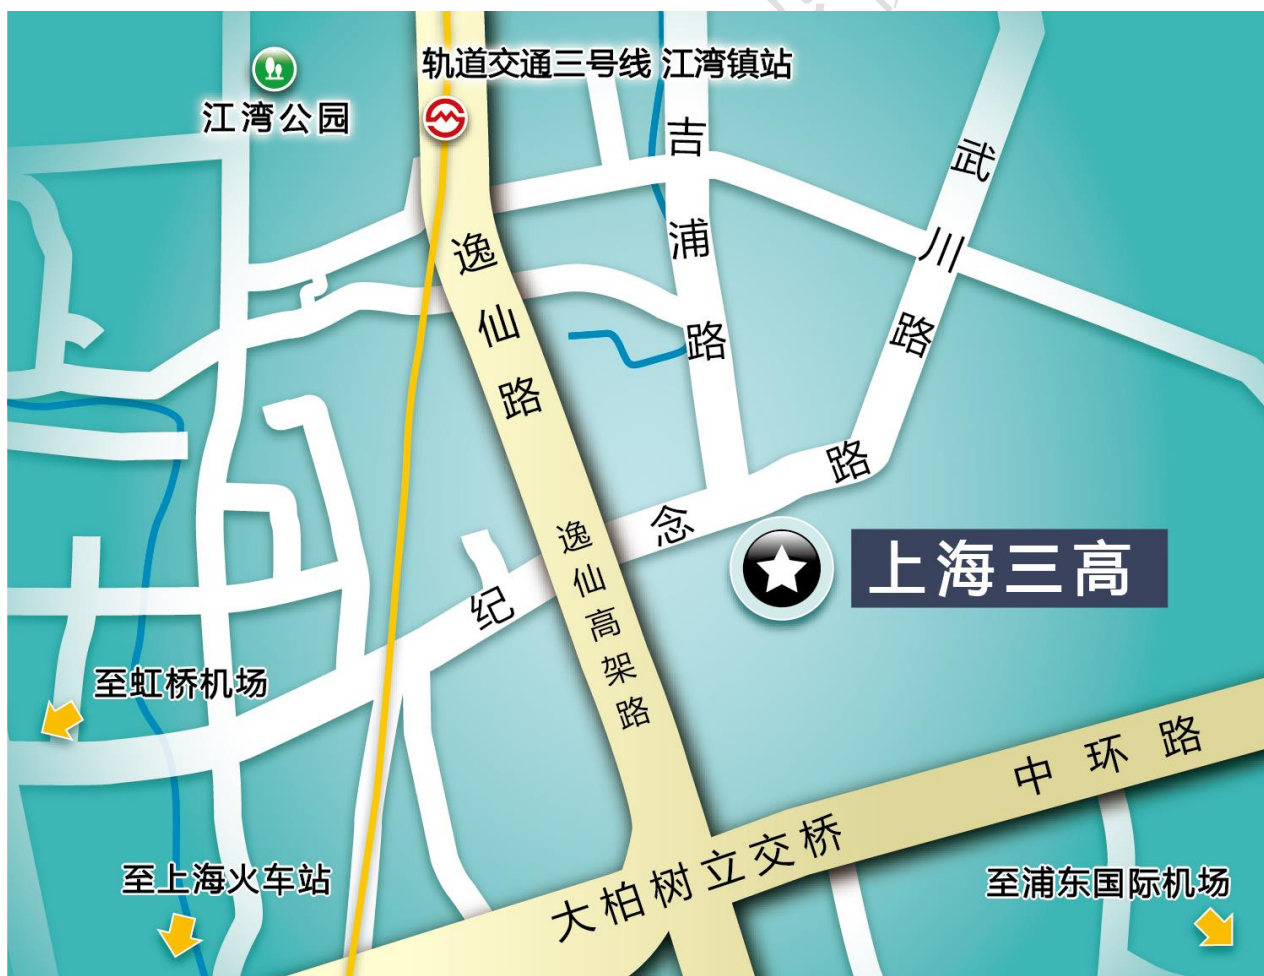 轨道交通三号线 江湾镇站
江湾公园
吉浦路
武川路
逸仙路
纪念路
逸仙高架路
上海三高
至虹桥机场
中环路
大柏树立交桥
至上海火车站
至浦东国际机场